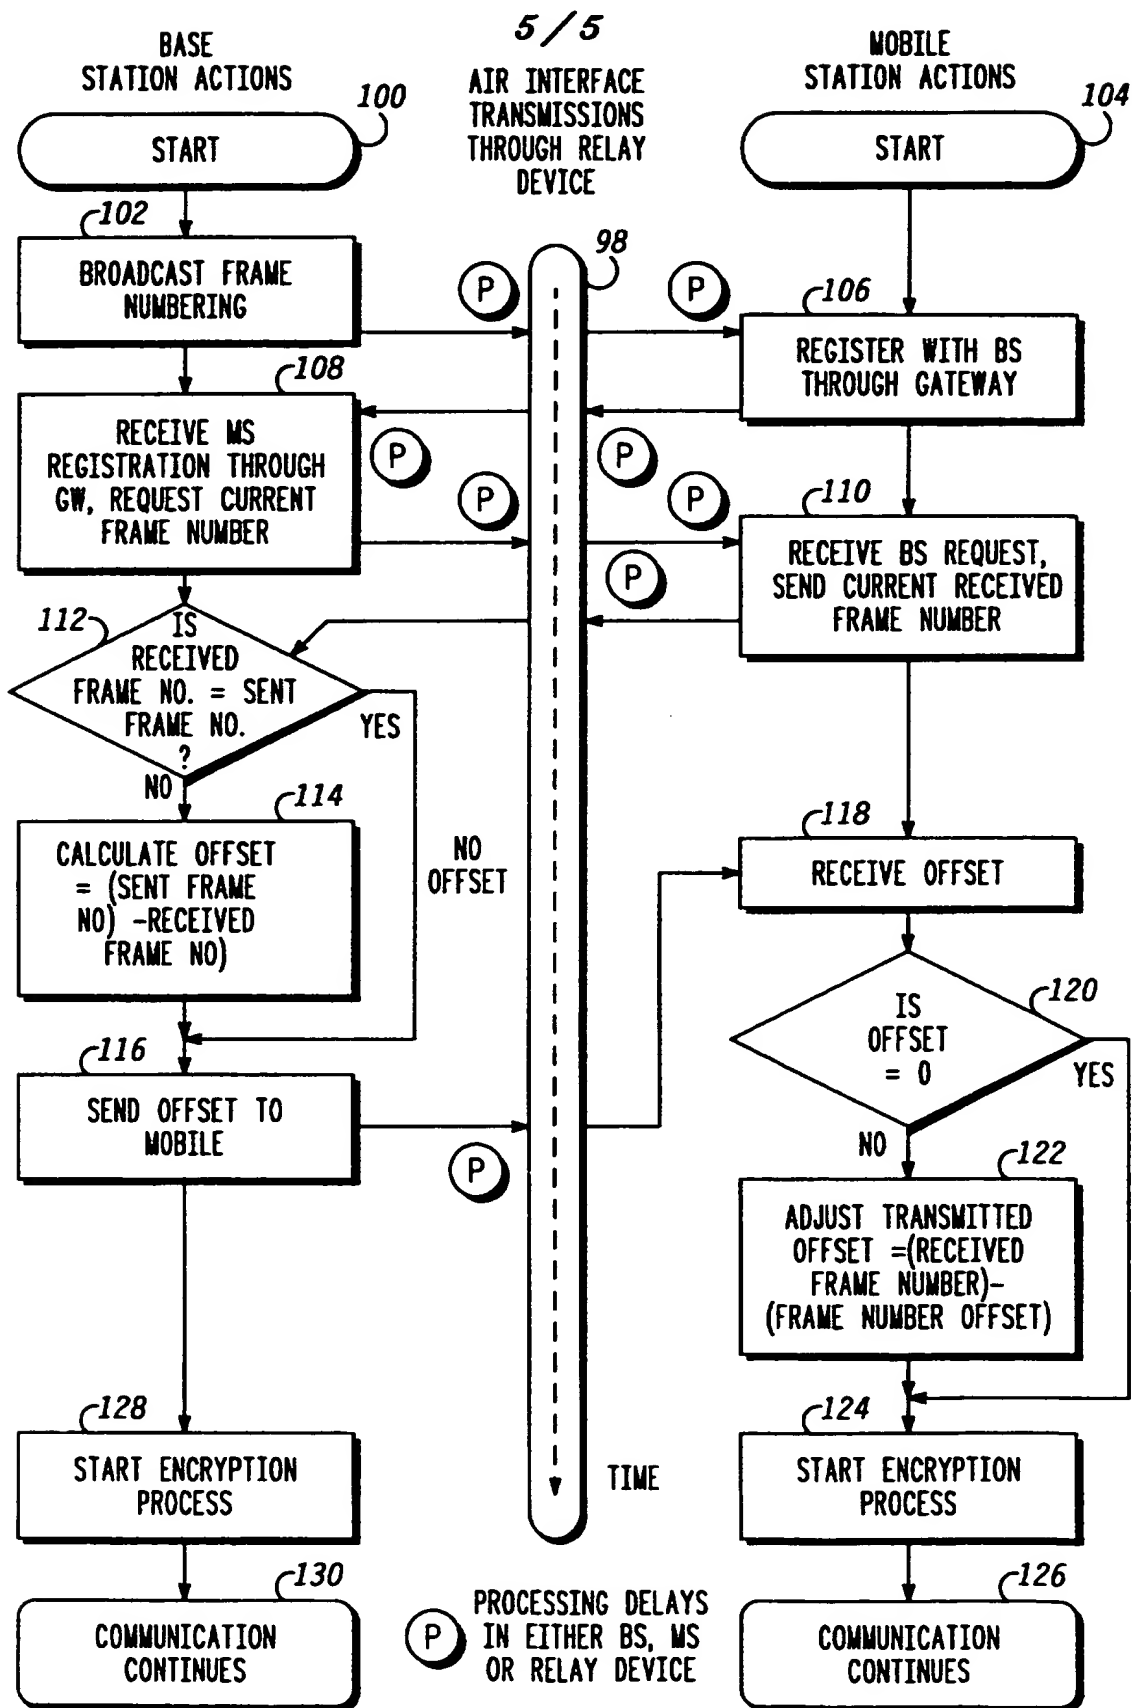 5/5
BASE
STATION ACTIONS
AIR INTERFACE
TRANSMISSIONS
THROUGH RELAY
DEVICE
MOBILE
STATION ACTIONS
100
START
104
START
102
BROADCAST FRAME
NUMBERING
98
P
P
106
REGISTER WITH BS
THROUGH GATEWAY
108
RECEIVE MS
REGISTRATION THROUGH
GW, REQUEST CURRENT
FRAME NUMBER
P
P
P
P
110
RECEIVE BS REQUEST,
SEND CURRENT RECEIVED
FRAME NUMBER
P
112
IS
RECEIVED
FRAME NO. = SENT
FRAME NO.
?
YES
NO
114
CALCULATE OFFSET
= (SENT FRAME
NO) -RECEIVED
FRAME NO)
NO
OFFSET
118
RECEIVE OFFSET
116
SEND OFFSET TO
MOBILE
P
120
IS
OFFSET
= 0
YES
NO
122
ADJUST TRANSMITTED
OFFSET =(RECEIVED
FRAME NUMBER)-
(FRAME NUMBER OFFSET)
128
START ENCRYPTION
PROCESS
TIME
124
START ENCRYPTION
PROCESS
130
COMMUNICATION
CONTINUES
P
PROCESSING DELAYS
IN EITHER BS, MS
OR RELAY DEVICE
126
COMMUNICATION
CONTINUES